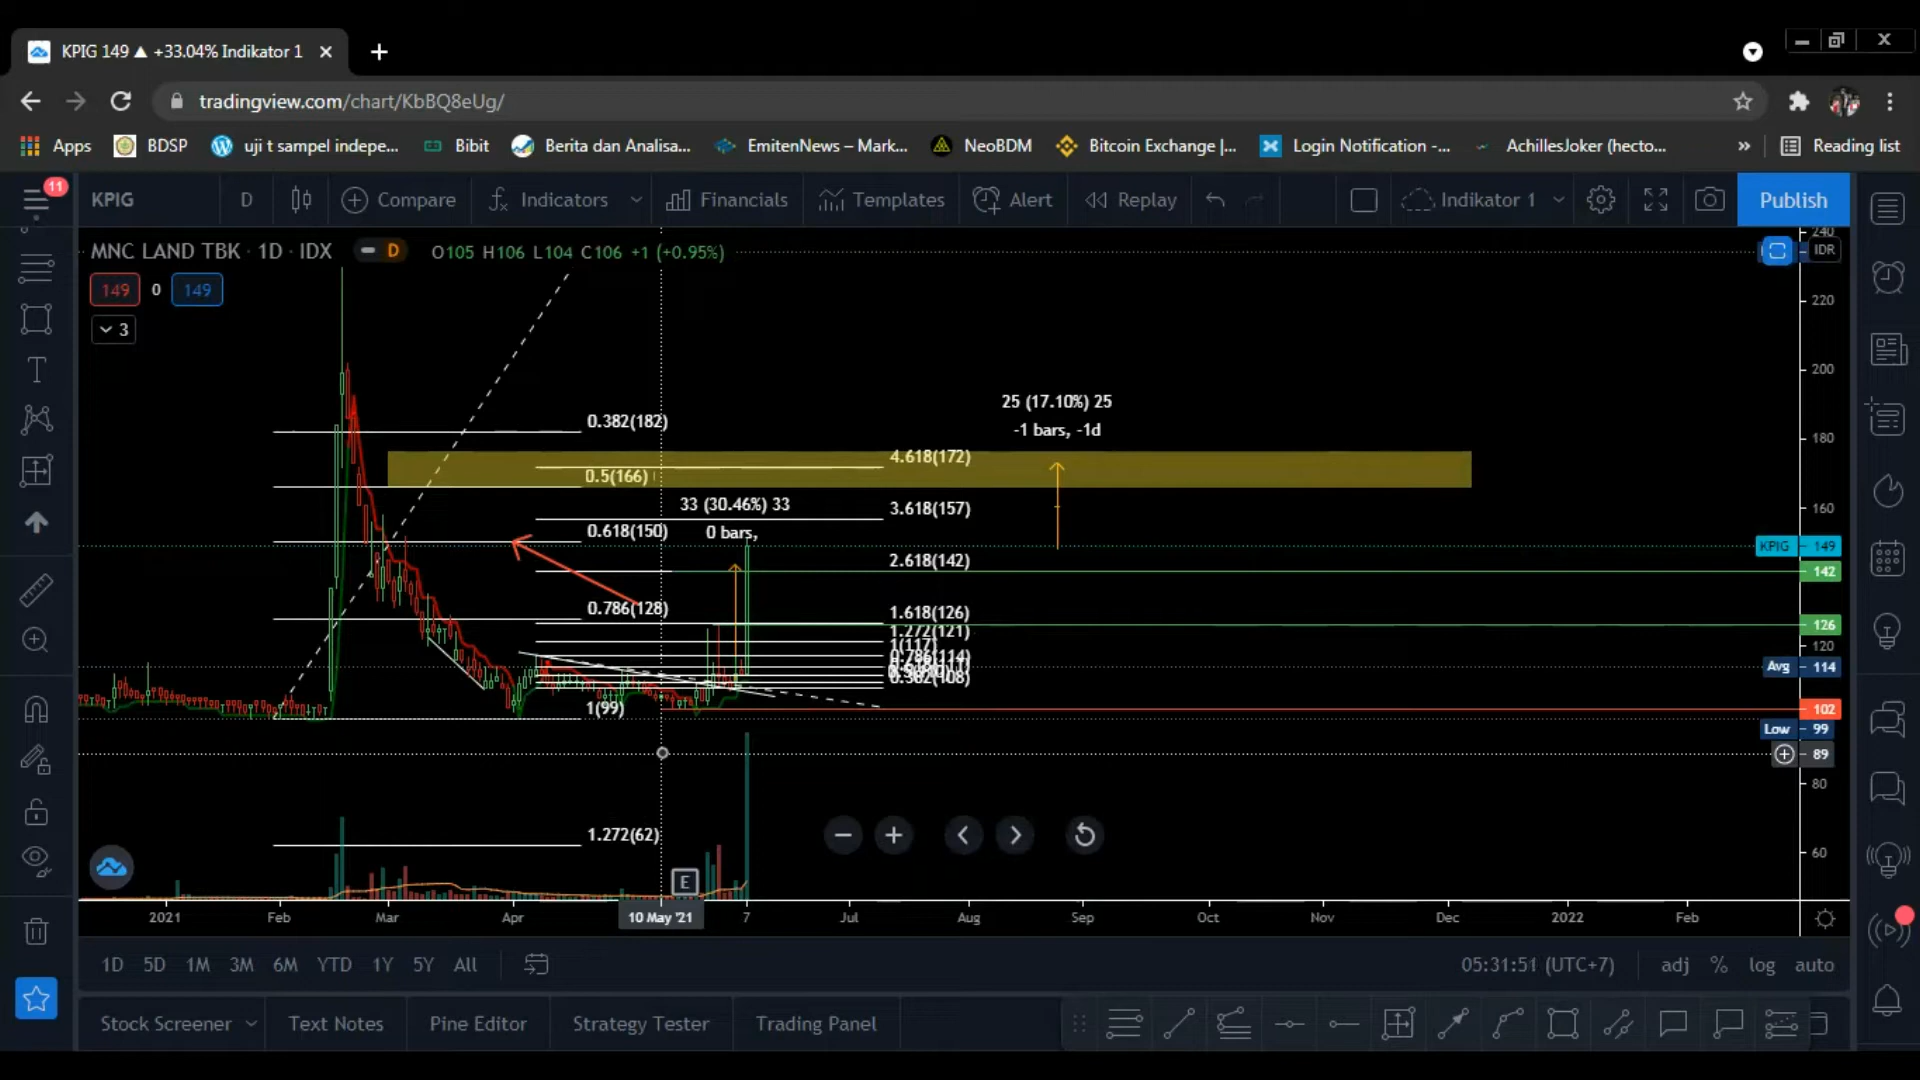 KPIG 149 ▲ +33.04% Indikator 1
tradingview.com/chart/KbBQ8eUg/
Apps BDSP uji t sampel indepe... Bibit Berita dan Analisa... EmitenNews – Mark... NeoBDM Bitcoin Exchange |... Login Notification -... AchillesJoker (hecto... » Reading list
11
KPIG D Compare Indicators Financials Templates Alert Replay Indikator 1 Publish
MNC LAND TBK · 1D · IDX D O105 H106 L104 C106 +1 (+0.95%)
240
IDR
149 0 149
3
220
200
25 (17.10%) 25
-1 bars, -1d
0.382(182)
180
4.618(172)
0.5(166)
33 (30.46%) 33
3.618(157)
160
0.618(150)
0 bars,
KPIG 149
2.618(142)
142
0.786(128)
1.618(126)
126
1.272(121)
1(117)
120
0.786(114)
Avg 114
1(99)
102
Low 99
89
80
1.272(62)
60
E
2021 Feb Mar Apr 10 May '21 7 Jul Aug Sep Oct Nov Dec 2022 Feb
1D 5D 1M 3M 6M YTD 1Y 5Y All 05:31:51 (UTC+7) adj % log auto
Stock Screener Text Notes Pine Editor Strategy Tester Trading Panel